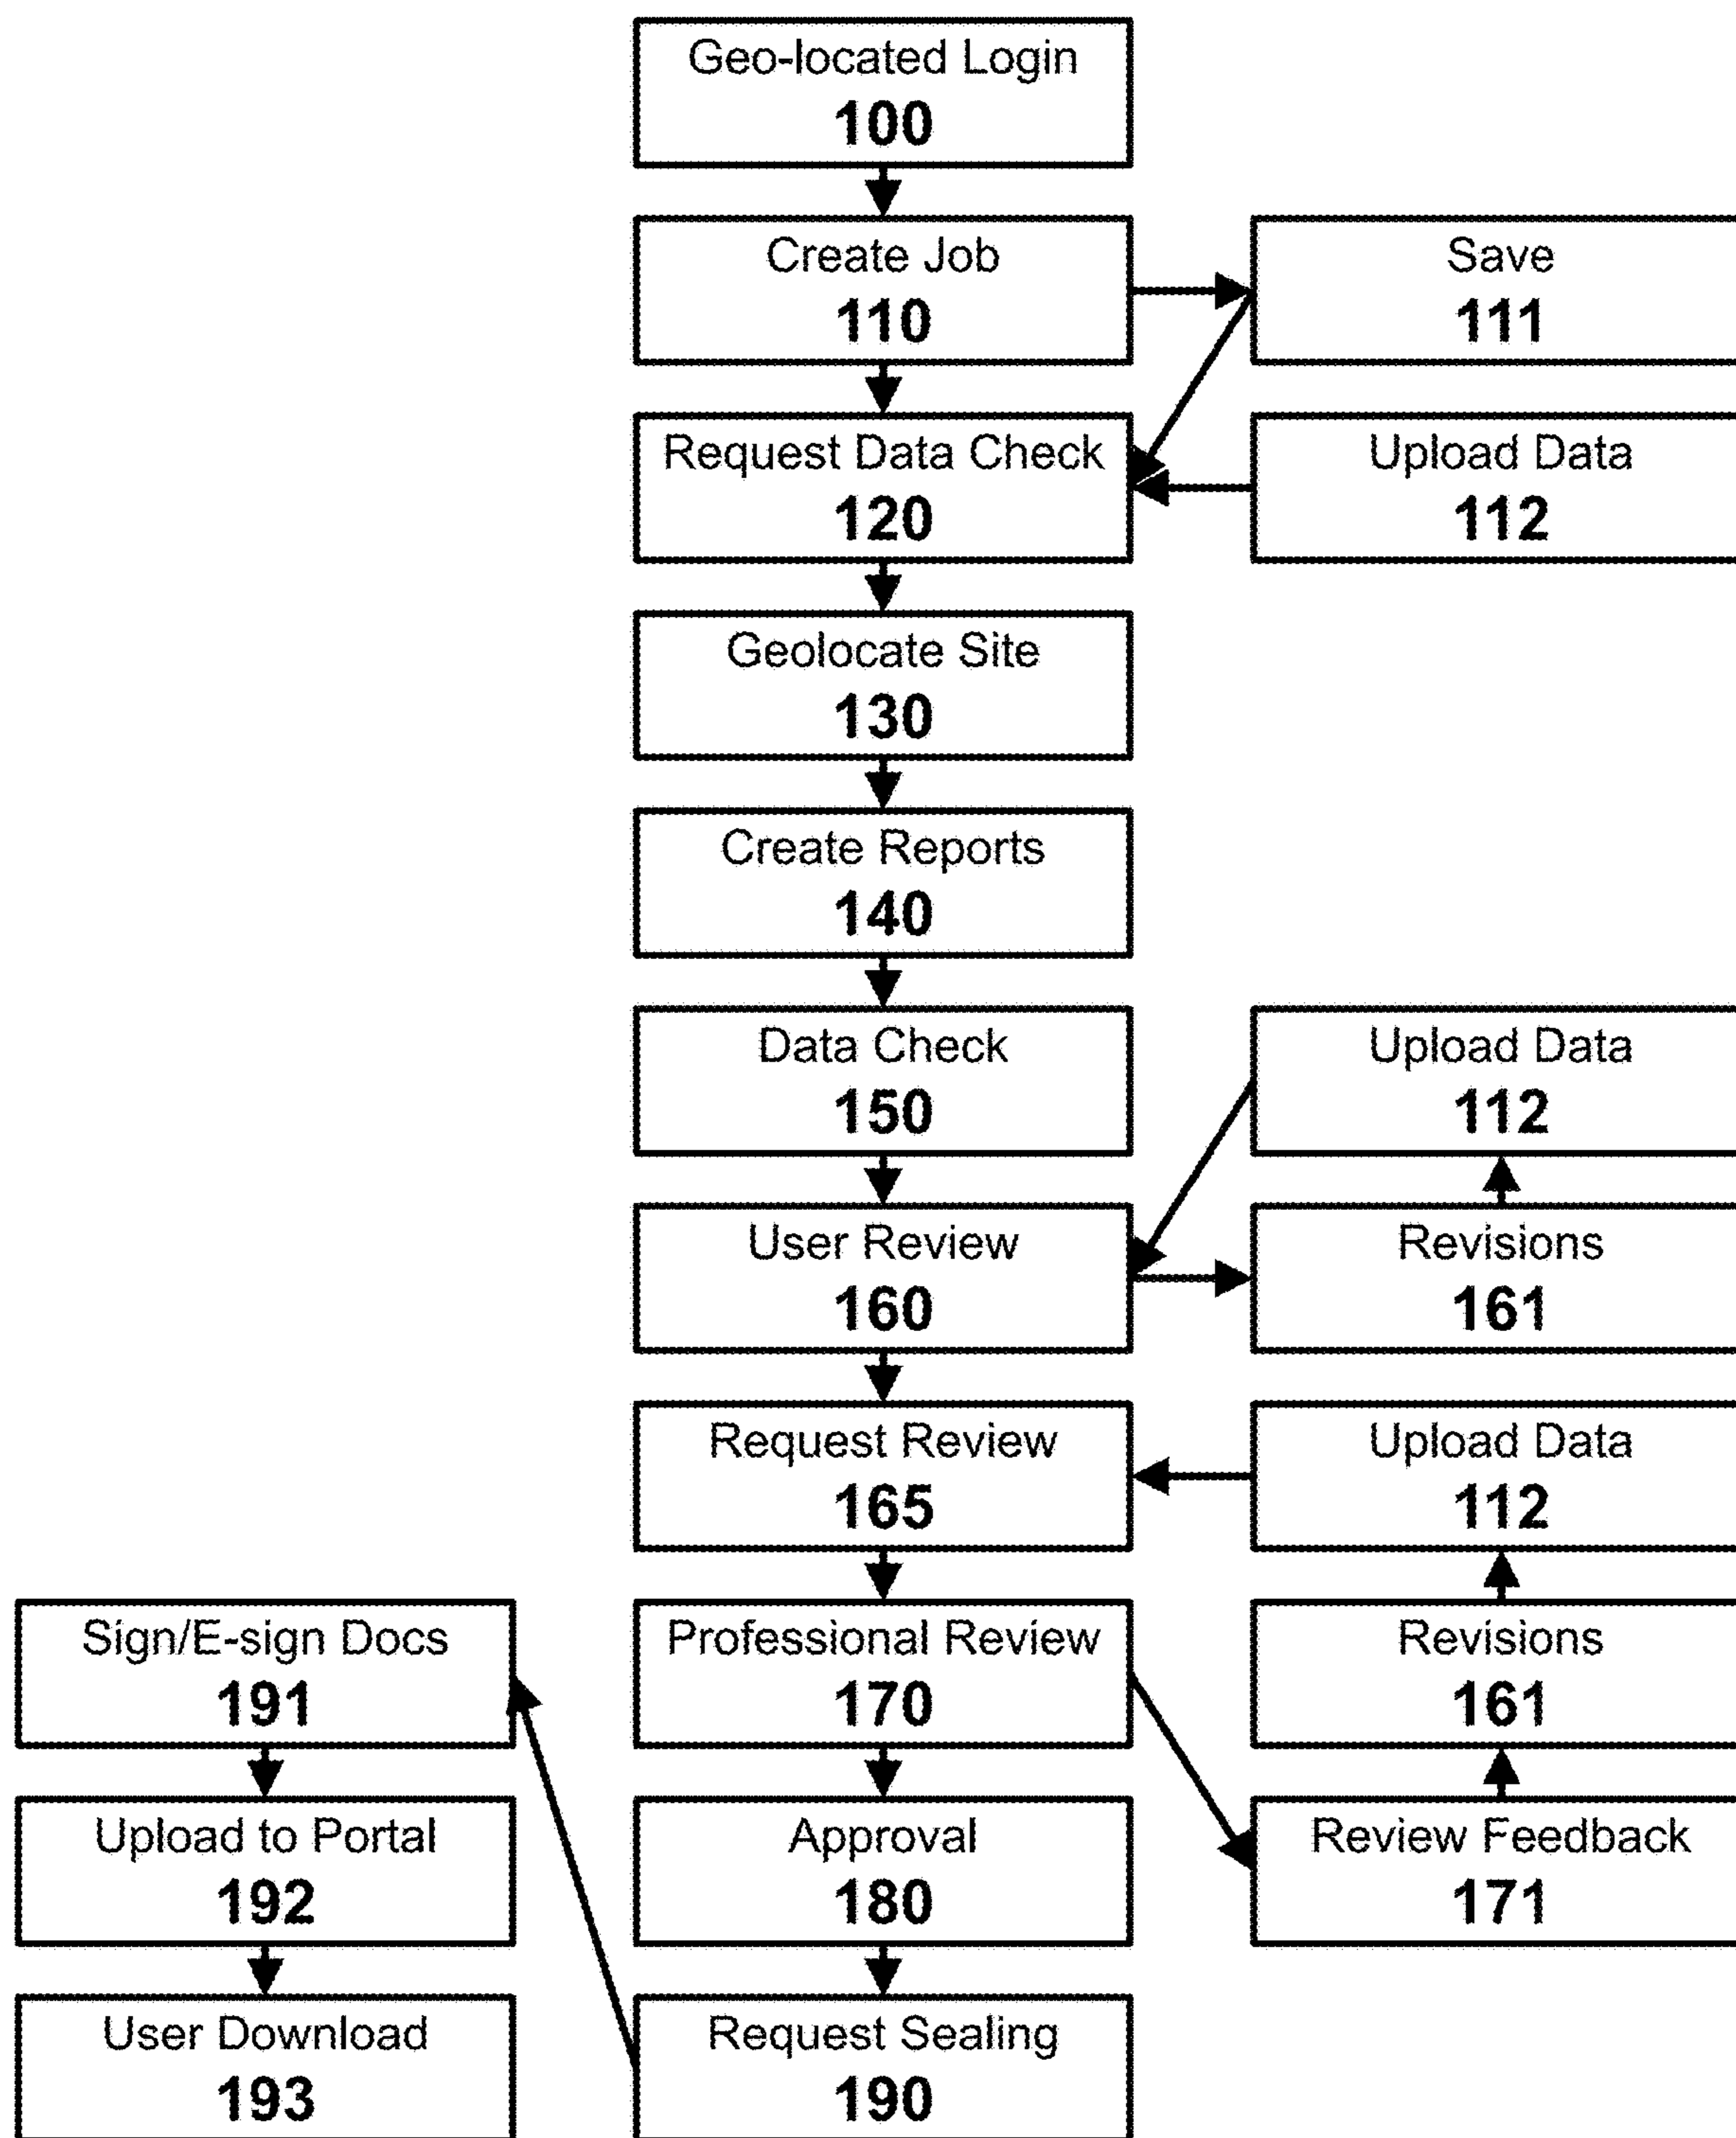 Geo-located Login
100
Create Job
110
Save
111
Request Data Check
120
Upload Data
112
Geolocate Site
130
Create Reports
140
Data Check
150
Upload Data
112
User Review
160
Revisions
161
Request Review
165
Upload Data
112
Sign/E-sign Docs
191
Professional Review
170
Revisions
161
Upload to Portal
192
Approval
180
Review Feedback
171
User Download
193
Request Sealing
190